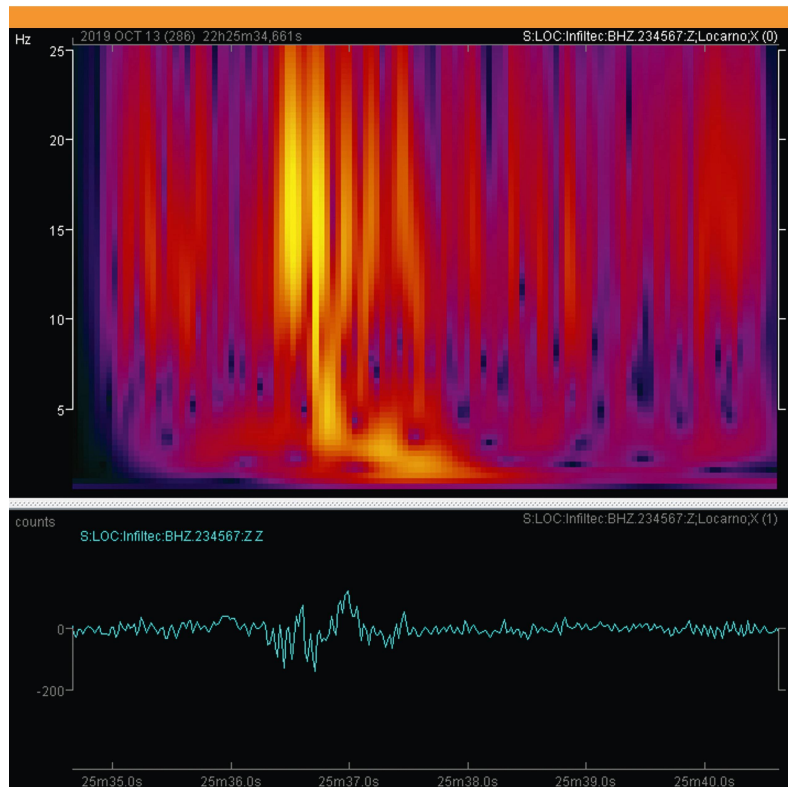 Hz
2019 OCT 13 (286) 22h25m34,661s
S:LOC:Infiltec:BHZ.234567:Z;Locarno;X (0)
25
20
15
10
5
counts
S:LOC:Infiltec:BHZ.234567:Z;Locarno;X (1)
S:LOC:Infiltec:BHZ.234567:Z Z
0
-200
25m35.0s 25m36.0s 25m37.0s 25m38.0s 25m39.0s 25m40.0s